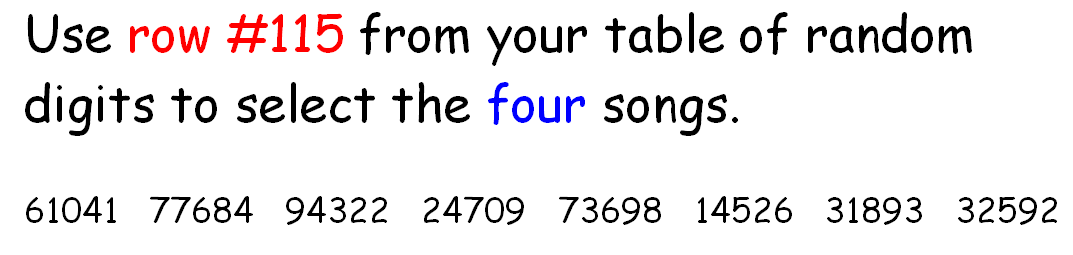 Use row #115 from your table of random
digits to select the four songs.
61041 77684 94322 24709 73698 14526 31893 32592